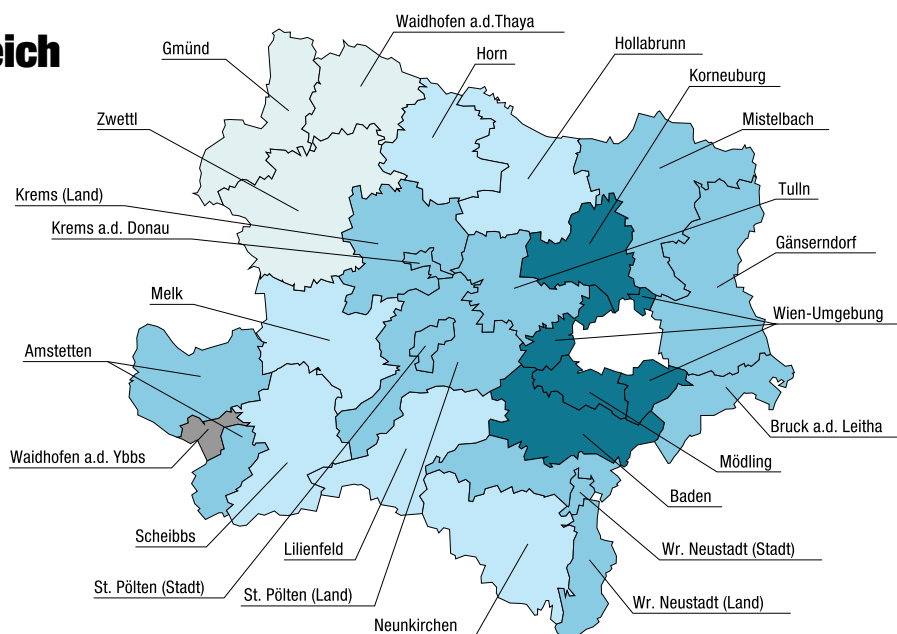 eich
Waidhofen a.d.Thaya
Gmünd
Horn
Hollabrunn
Korneuburg
Zwettl
Mistelbach
Krems (Land)
Tulln
Krems a.d. Donau
Gänserndorf
Melk
Wien-Umgebung
Amstetten
Bruck a.d. Leitha
Waidhofen a.d. Ybbs
Mödling
Baden
Scheibbs
Lilienfeld
Wr. Neustadt (Stadt)
St. Pölten (Stadt)
St. Pölten (Land)
Wr. Neustadt (Land)
Neunkirchen